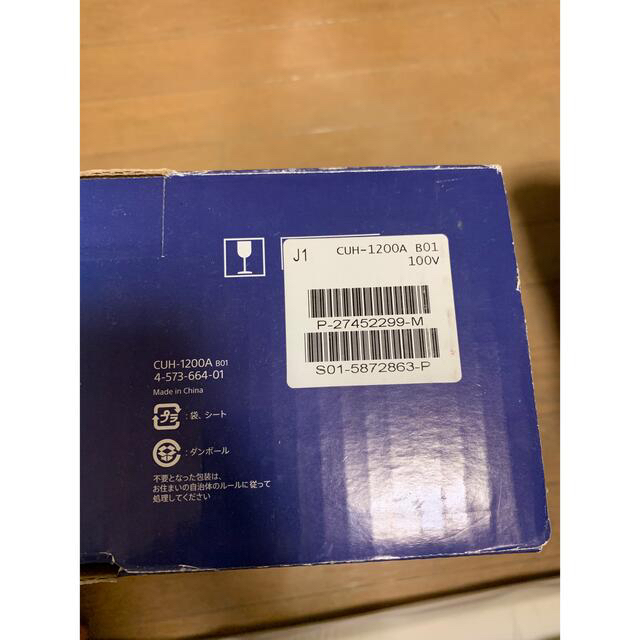 J1
CUH-1200A B01
100V
P-27452299-M
S01-5872863-P
CUH-1200A B01
4-573-664-01
Made in China
プラ
:袋、シート
:ダンボール
不要となった包装は、
お住まいの自治体のルールに従って
処理してください